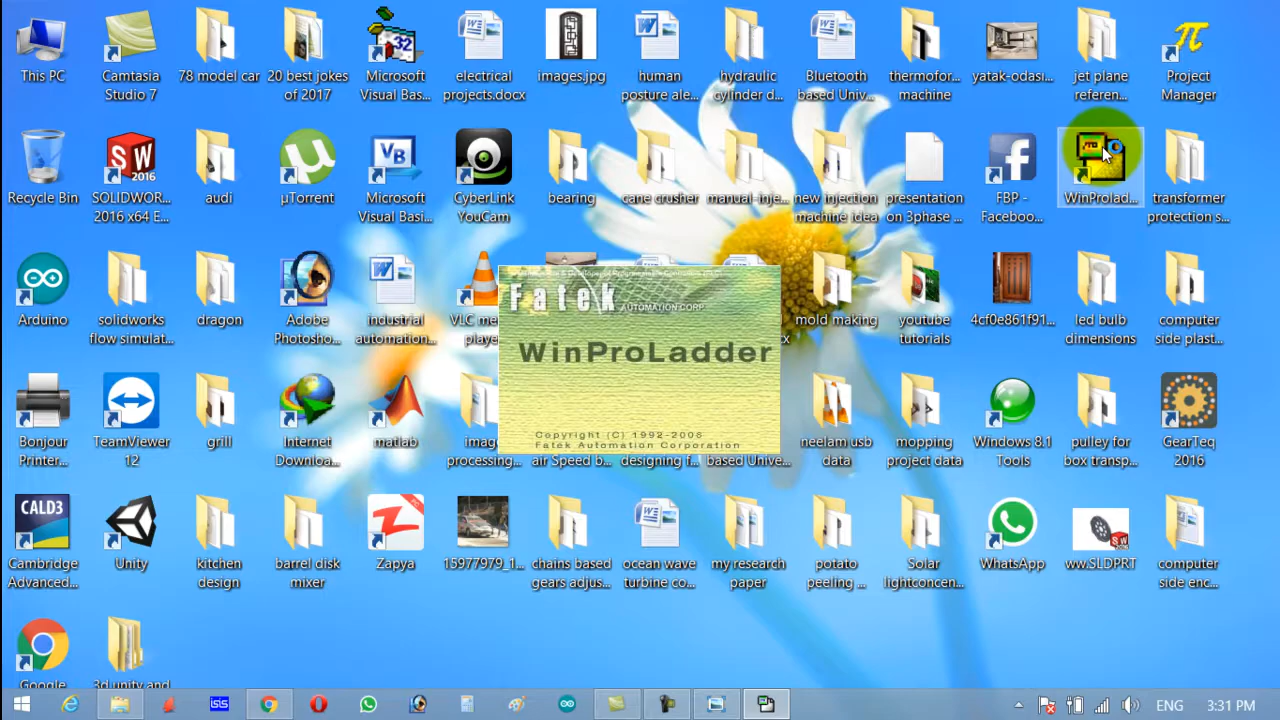 This PC
Camtasia
Studio 7
78 model car
20 best jokes
of 2017
Microsoft
Visual Bas...
electrical
projects.docx
images.jpg
human
posture ale...
hydraulic
cylinder d...
Bluetooth
based Univ...
thermofor...
machine
yatak-odası...
jet plane
referen...
Project
Manager
Recycle Bin
SW
2016
SOLIDWOR...
2016 x64 E...
audi
µTorrent
VB
Microsoft
Visual Basi...
CyberLink
YouCam
bearing
cane crusher
manual-inje...
new injection
machine idea
presentation
on 3phase ...
FBP -
Faceboo...
WinProlad...
transformer
protection s...
Arduino
solidworks
flow simulat...
dragon
Adobe
Photosho...
industrial
automation...
VLC me
playe
mold making
youtube
tutorials
4cf0e861f91...
led bulb
dimensions
computer
side plast...
Fatek AUTOMATION CORP.
WinProLadder
Copyright (C) 1992-2008
Fatek Automation Corporation
Bonjour
Printer...
TeamViewer
12
grill
Internet
Downloa...
matlab
imag
processing...
air Speed b...
designing f...
based Unive...
neelam usb
data
mopping
project data
Windows 8.1
Tools
pulley for
box transp...
GearTeq
2016
CALD3
Cambridge
Advanced...
Unity
kitchen
design
barrel disk
mixer
Zapya
15977979_1...
chains based
gears adjus...
ocean wave
turbine co...
my research
paper
potato
peeling ...
Solar
lightconcen...
WhatsApp
ww.SLDPRT
computer
side enc...
Google
3d unity and
ISIS
ENG
3:31 PM